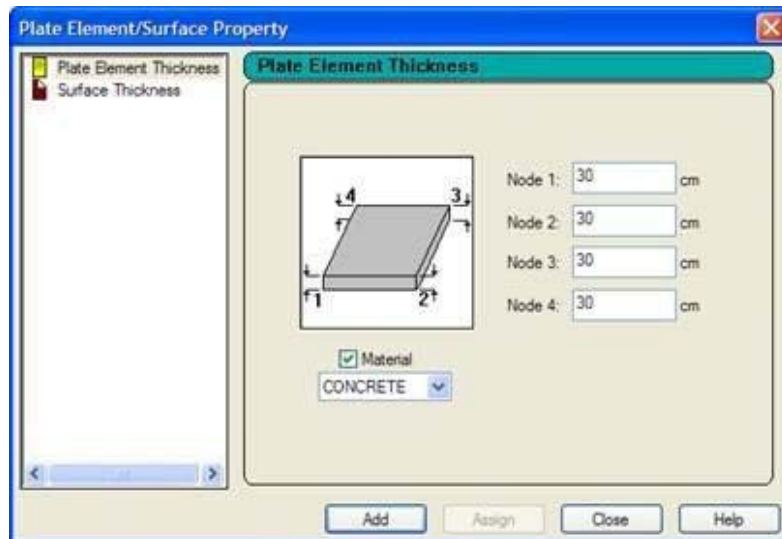 Plate Element/Surface Property
Plate Element Thickness
Surface Thickness
Plate Element Thickness
4 3
1 2
Node 1: 30 cm
Node 2: 30 cm
Node 3: 30 cm
Node 4: 30 cm
Material
CONCRETE
Add Assign Close Help